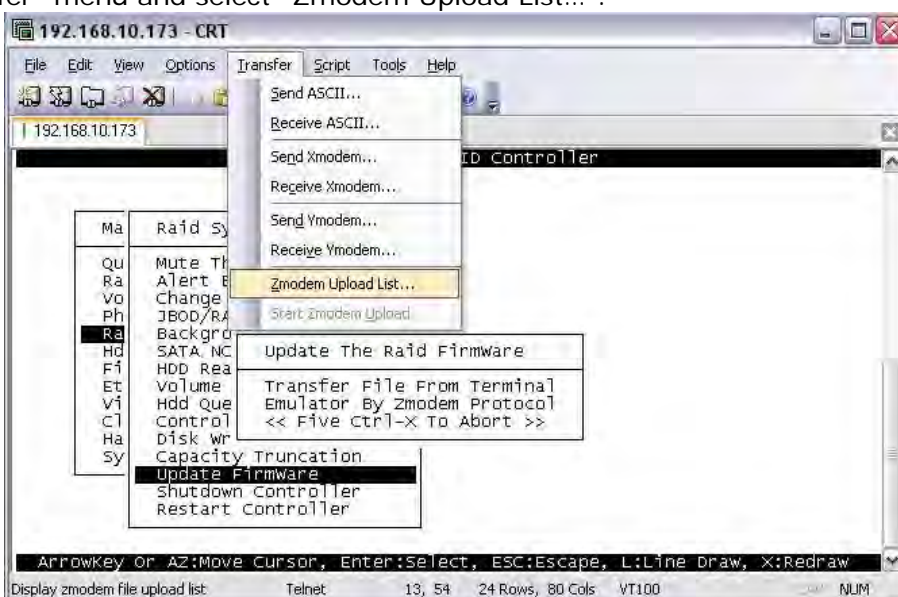 fer" menu and select "Zmodem Upload List...".
192.168.10.173 - CRT
File Edit View Options Transfer Script Tools Help
192.168.10.173
Send ASCII...
Receive ASCII...
Send Xmodem...
Receive Xmodem...
Send Ymodem...
Receive Ymodem...
Zmodem Upload List...
Start Zmodem Upload
ID Controller
Ma
Qu
Ra
Vo
Ph
Ra
Hd
Fi
Et
Vi
Cl
Ha
Sy
Raid Sy
Mute Th
Alert B
Change
JBOD/RA
Backgro
SATA NC
HDD Rea
Volume
Hdd Que
Control
Disk Wr
Capacity Truncation
Update Firmware
Shutdown Controller
Restart Controller
Update The Raid Firmware
Transfer File From Terminal
Emulator By Zmodem Protocol
<< Five Ctrl-X To Abort >>
ArrowKey Or AZ:Move Cursor, Enter:Select, ESC:Escape, L:Line Draw, X:Redraw
Display zmodem file upload list Telnet 13, 54 24 Rows, 80 Cols VT100 NUM